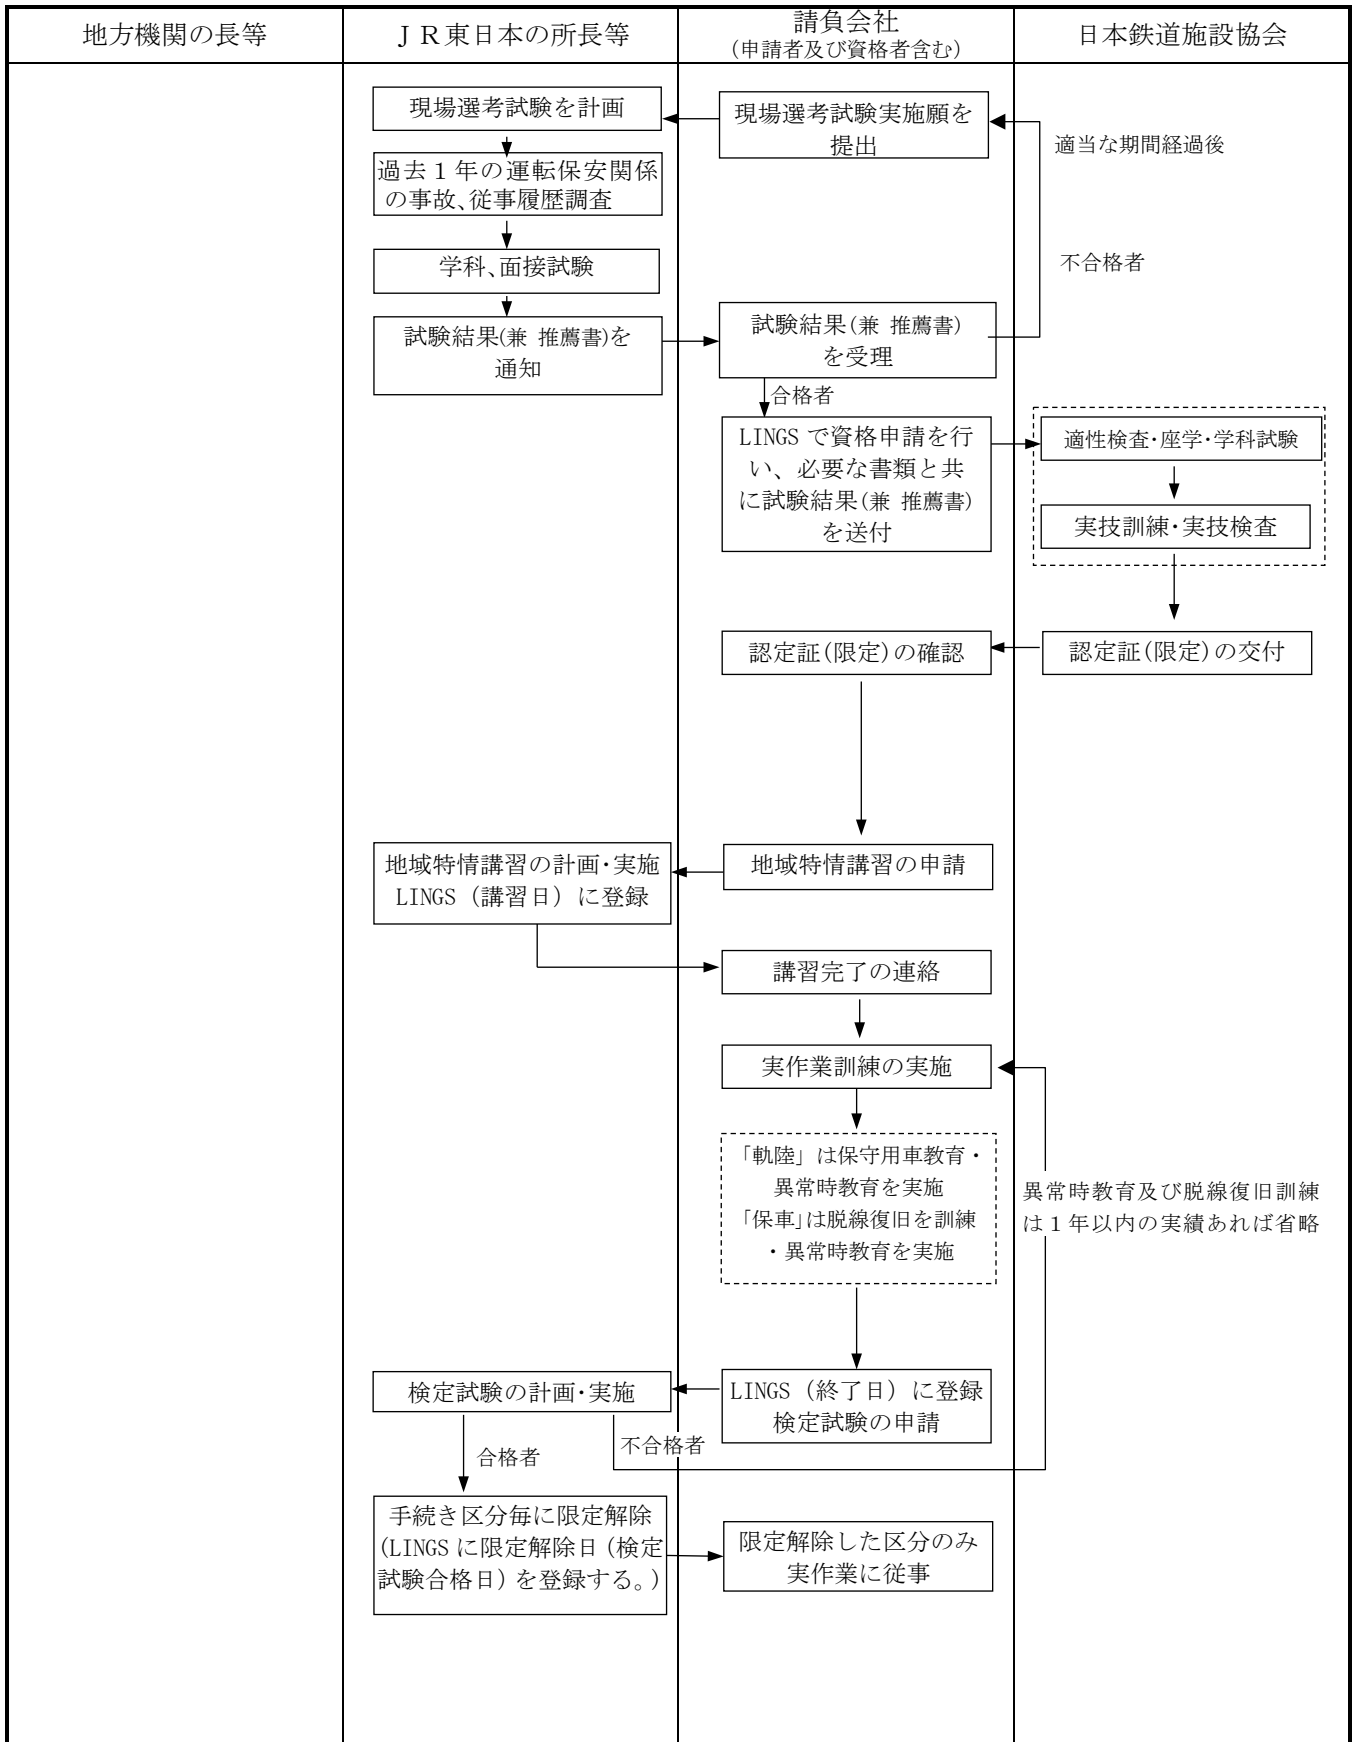 地方機関の長等
ＪＲ東日本の所長等
請負会社
（申請者及び資格者含む）
日本鉄道施設協会
現場選考試験を計画
現場選考試験実施願を
提出
適当な期間経過後
過去１年の運転保安関係
の事故、従事履歴調査
学科、面接試験
不合格者
試験結果(兼 推薦書)を
通知
試験結果(兼 推薦書)
を受理
合格者
LINGS で資格申請を行
い、必要な書類と共
に試験結果(兼 推薦書)
を送付
適性検査･座学･学科試験
実技訓練･実技検査
認定証(限定)の確認
認定証(限定)の交付
地域特情講習の計画･実施
LINGS（講習日）に登録
地域特情講習の申請
講習完了の連絡
実作業訓練の実施
「軌陸」は保守用車教育・
異常時教育を実施
「保車」は脱線復旧を訓練
・異常時教育を実施
異常時教育及び脱線復旧訓練
は１年以内の実績あれば省略
検定試験の計画･実施
LINGS（終了日）に登録
検定試験の申請
合格者
不合格者
手続き区分毎に限定解除
(LINGS に限定解除日（検定
試験合格日）を登録する。)
限定解除した区分のみ
実作業に従事